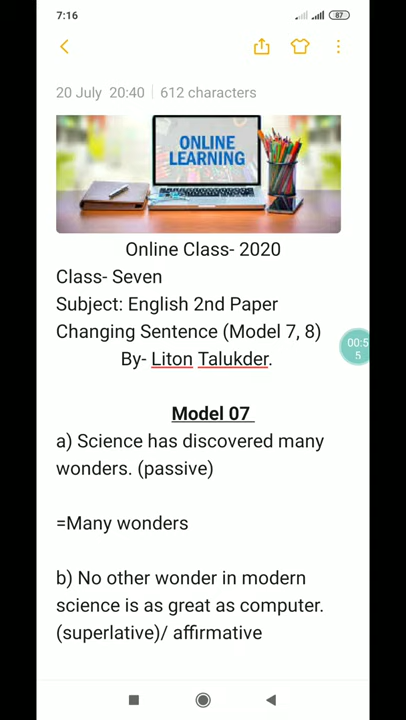 7:16
87
20 July 20:40 | 612 characters
ONLINE
LEARNING
Online Class- 2020
Class- Seven
Subject: English 2nd Paper
Changing Sentence (Model 7, 8)
By- Liton Talukder.
00:5
5
Model 07
a) Science has discovered many
wonders. (passive)
=Many wonders
b) No other wonder in modern
science is as great as computer.
(superlative)/ affirmative